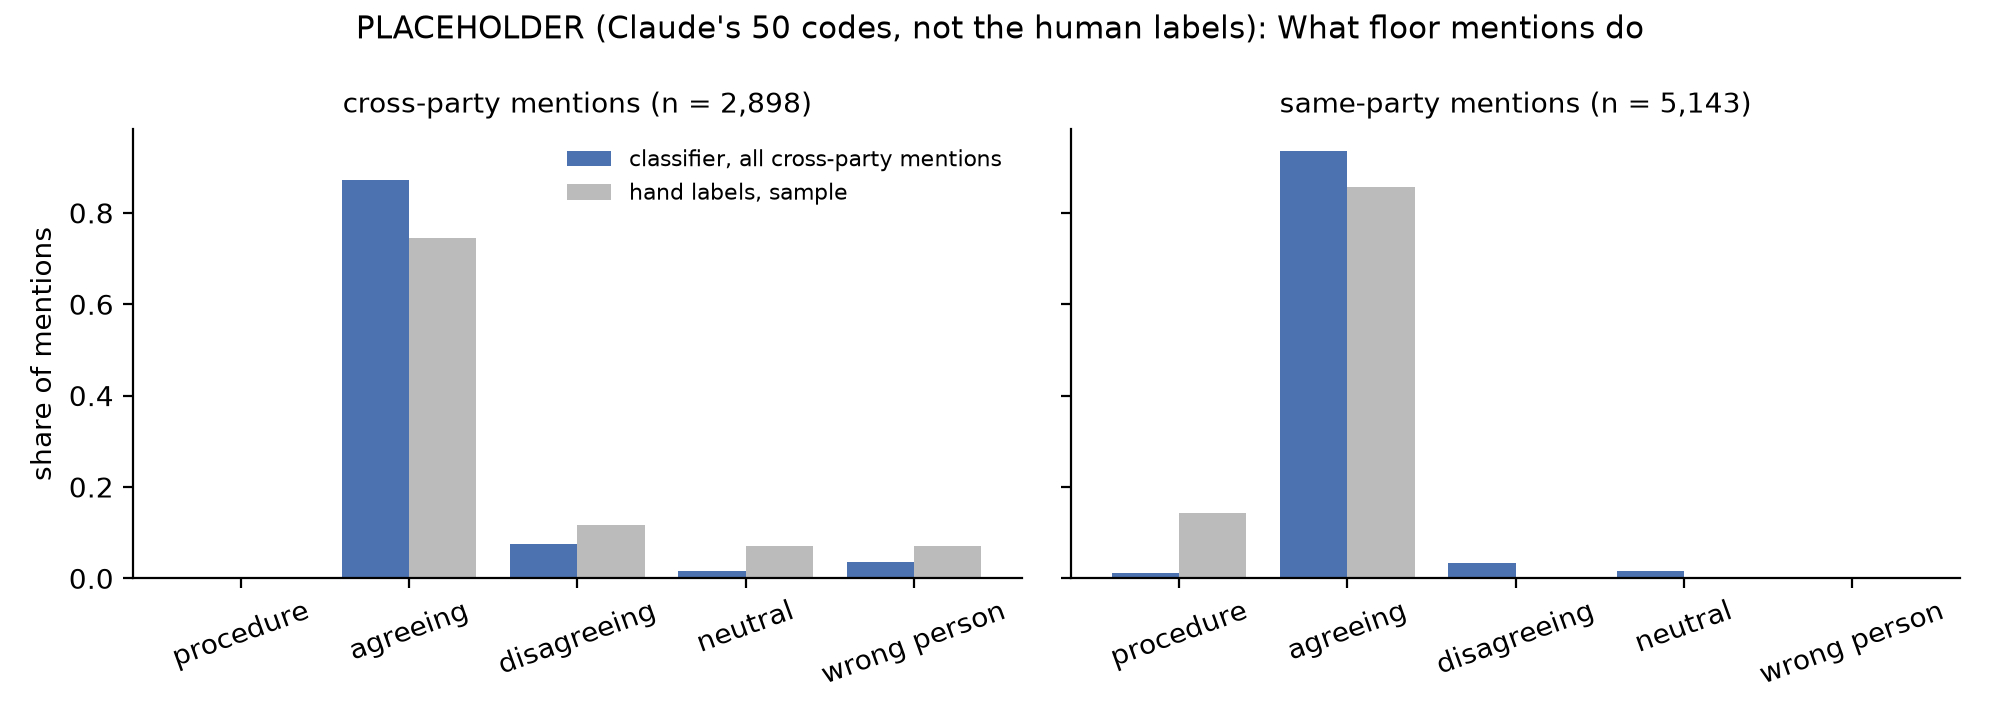 PLACEHOLDER (Claude's 50 codes, not the human labels): What floor mentions do
cross-party mentions (n = 2,898)
classifier, all cross-party mentions
hand labels, sample
share of mentions
0.8
0.6
0.4
0.2
0.0
procedure
agreeing
disagreeing
neutral
wrong person
same-party mentions (n = 5,143)
procedure
agreeing
disagreeing
neutral
wrong person